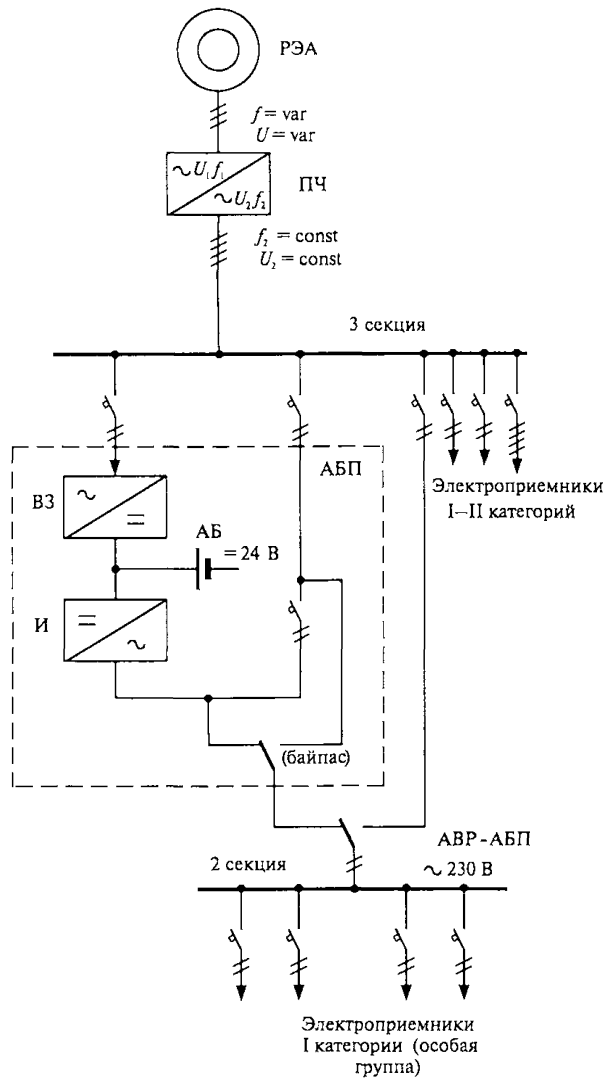 РЭА
f = var
U = var
~U₁f₁
~U₂f₂
ПЧ
f₂ = const
U₂ = const
3 секция
АБП
ВЗ
~
=
АБ
= 24 В
Электроприемники
I–II категорий
И
=
~
(байпас)
АВР-АБП
2 секция
~ 230 В
Электроприемники
I категории (особая
группа)